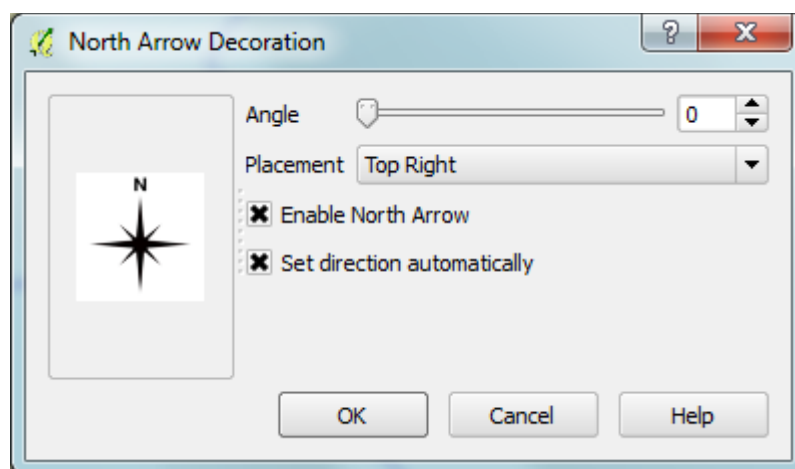 North Arrow Decoration
?
Angle
0
Placement
Top Right
N
Enable North Arrow
Set direction automatically
OK
Cancel
Help